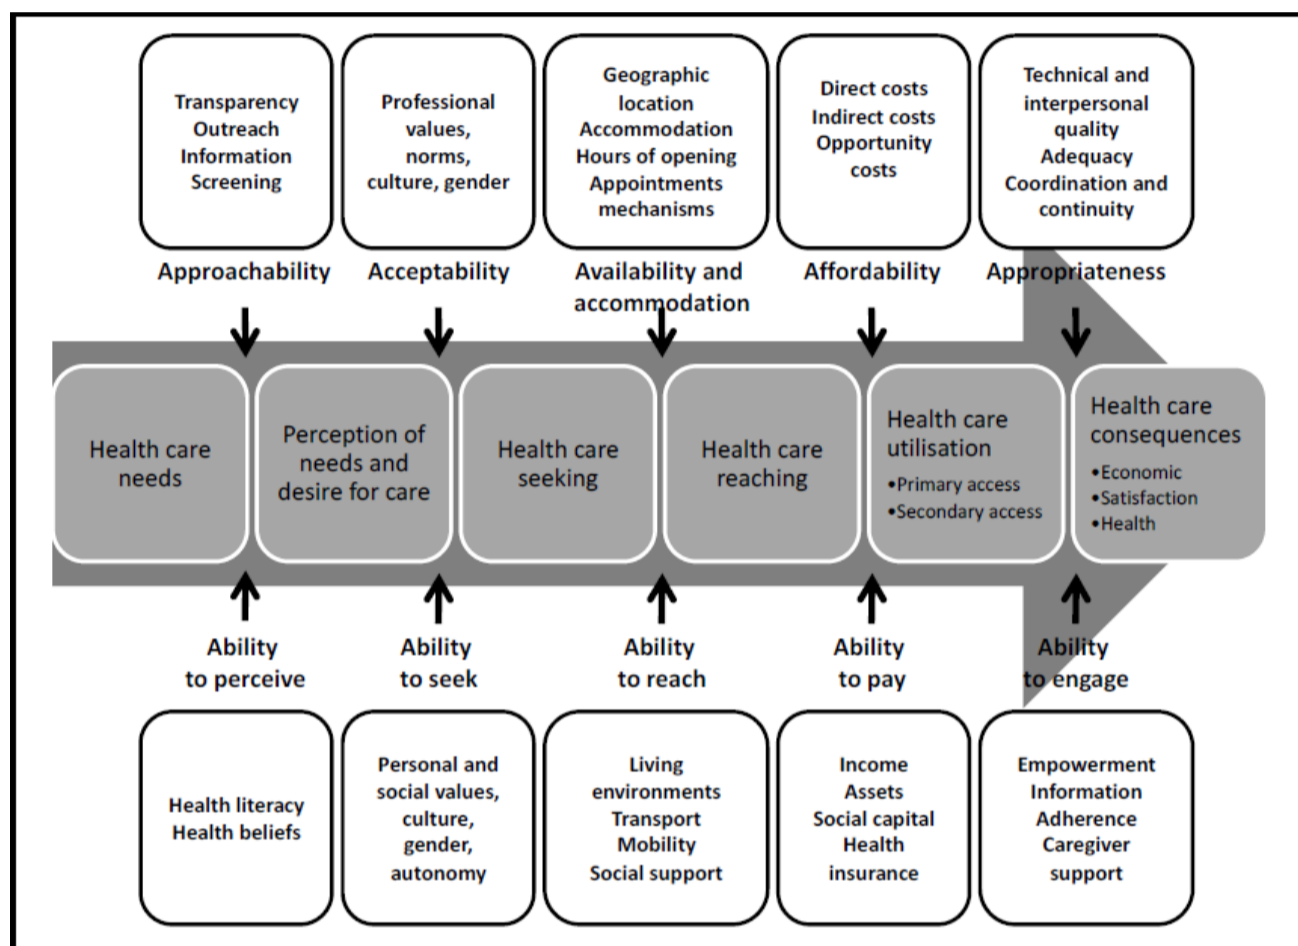 Transparency
Outreach
Information
Screening
Professional
values,
norms,
culture, gender
Geographic
location
Accommodation
Hours of opening
Appointments
mechanisms
Direct costs
Indirect costs
Opportunity
costs
Technical and
interpersonal
quality
Adequacy
Coordination and
continuity
Approachability
Acceptability
Availability and
accommodation
Affordability
Appropriateness
Health care
needs
Perception of
needs and
desire for care
Health care
seeking
Health care
reaching
Health care
utilisation
•Primary access
•Secondary access
Health care
consequences
•Economic
•Satisfaction
•Health
Ability
to perceive
Ability
to seek
Ability
to reach
Ability
to pay
Ability
to engage
Health literacy
Health beliefs
Personal and
social values,
culture,
gender,
autonomy
Living
environments
Transport
Mobility
Social support
Income
Assets
Social capital
Health
insurance
Empowerment
Information
Adherence
Caregiver
support